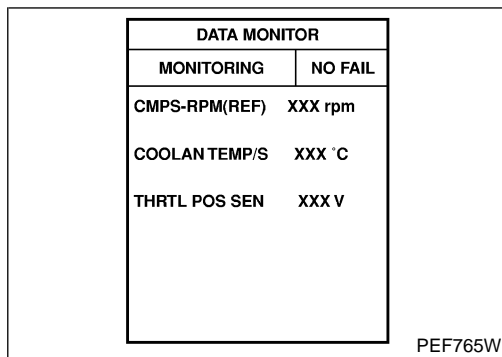 DATA MONITOR
MONITORING NO FAIL
CMPS-RPM(REF) XXX rpm
COOLAN TEMP/S XXX °C
THRTL POS SEN XXX V
PEF765W